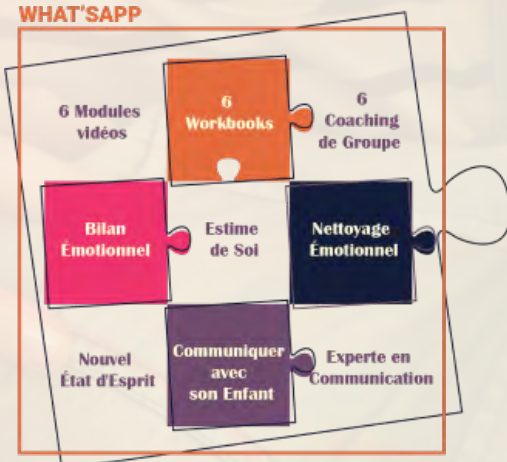 WHAT'SAPP
6 Modules
vidéos
6
Workbooks
6
Coaching
de Groupe
Bilan
Émotionnel
Estime
de Soi
Nettoyage
Émotionnel
Nouvel
État d'Esprit
Communiquer
avec
son Enfant
Experte en
Communication